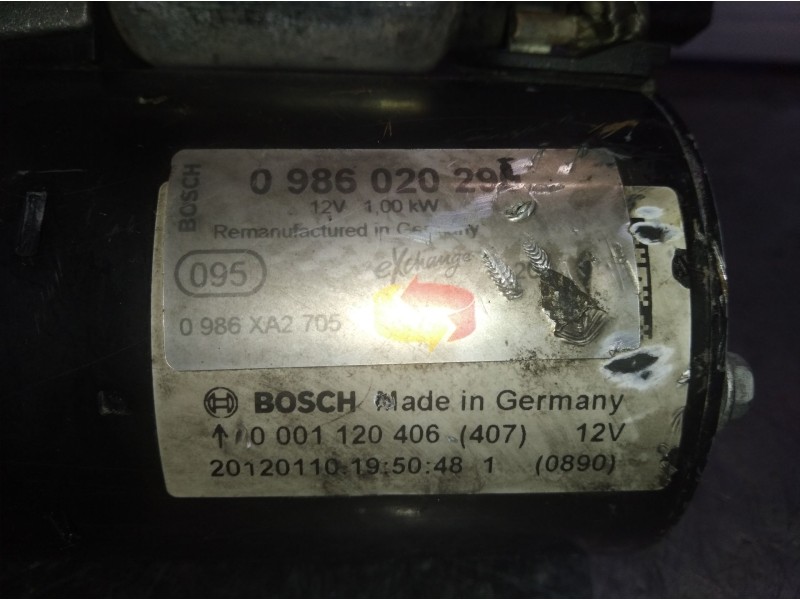 BOSCH
0 986 020 29
12V 1,00 kW
Remanufactured in Germany
095
eXchange
0 986 XA2 705
BOSCH Made in Germany
↑ 0 001 120 406 (407) 12V
20120110 19:50:48 1 (0890)